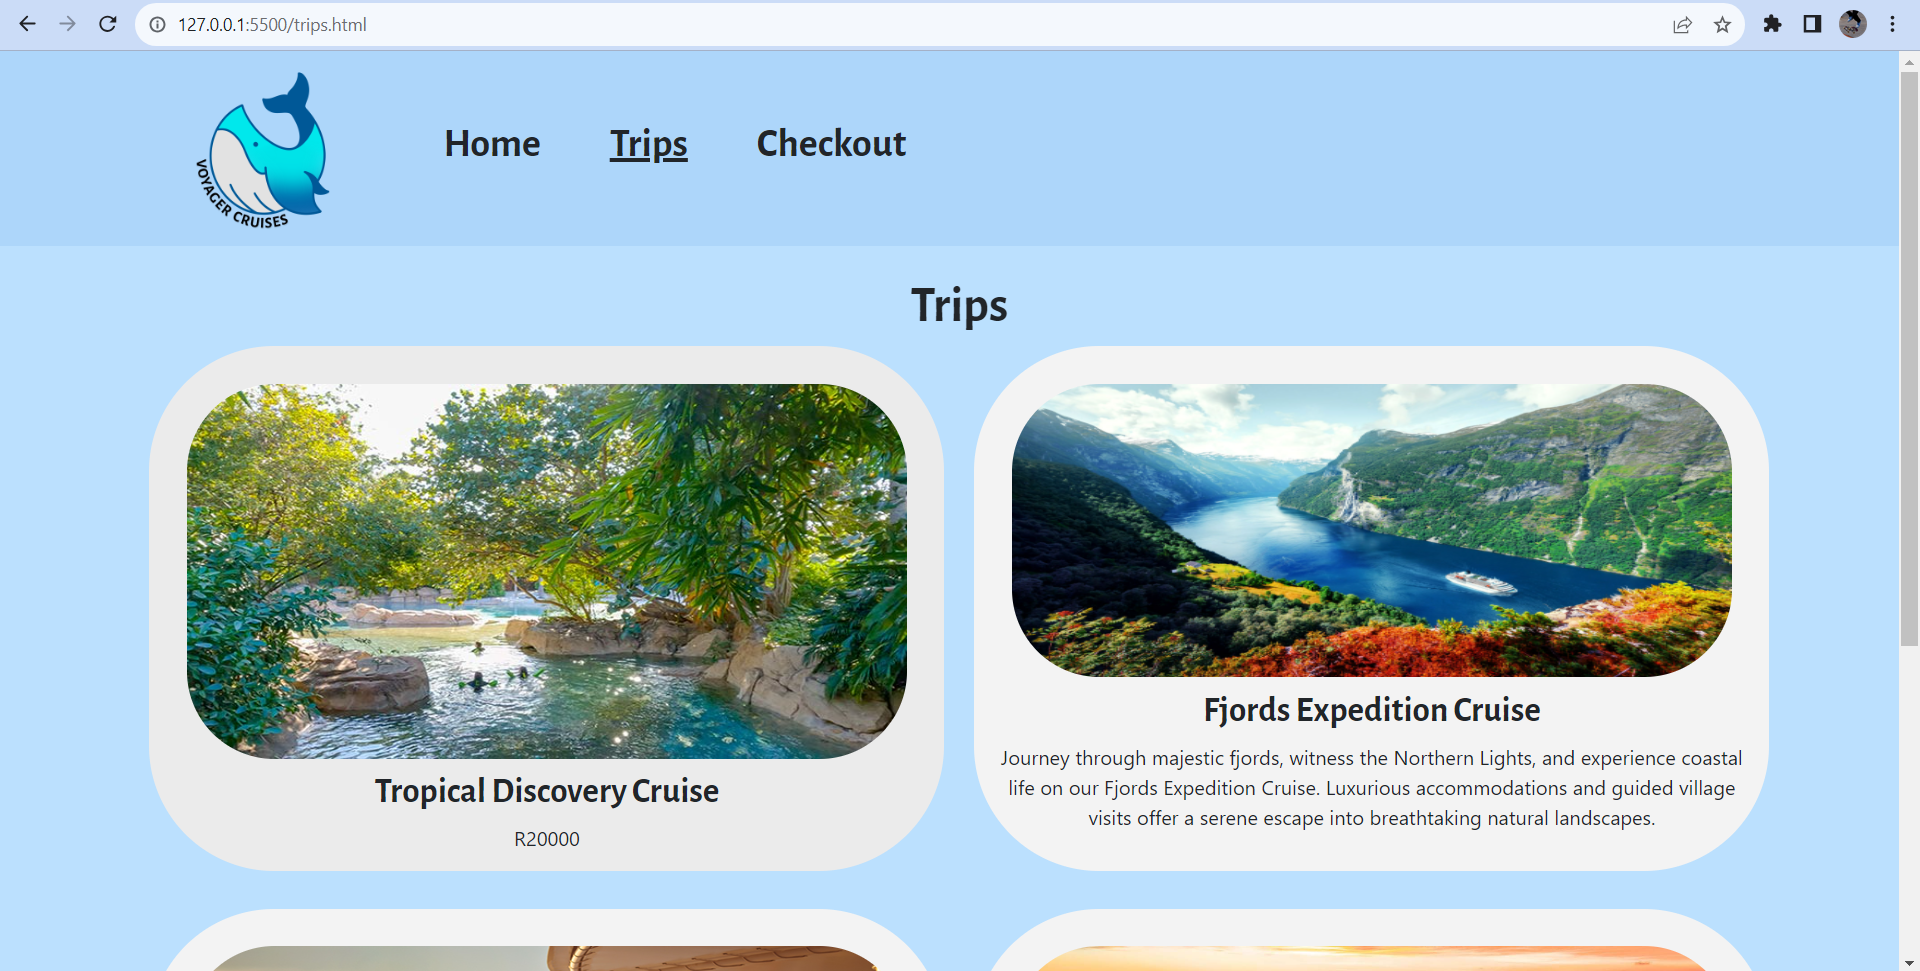 127.0.0.1:5500/trips.html
VOYAGER CRUISES
Home
Trips
Checkout
Trips
Tropical Discovery Cruise
R20000
Fjords Expedition Cruise
Journey through majestic fjords, witness the Northern Lights, and experience coastal
life on our Fjords Expedition Cruise. Luxurious accommodations and guided village
visits offer a serene escape into breathtaking natural landscapes.